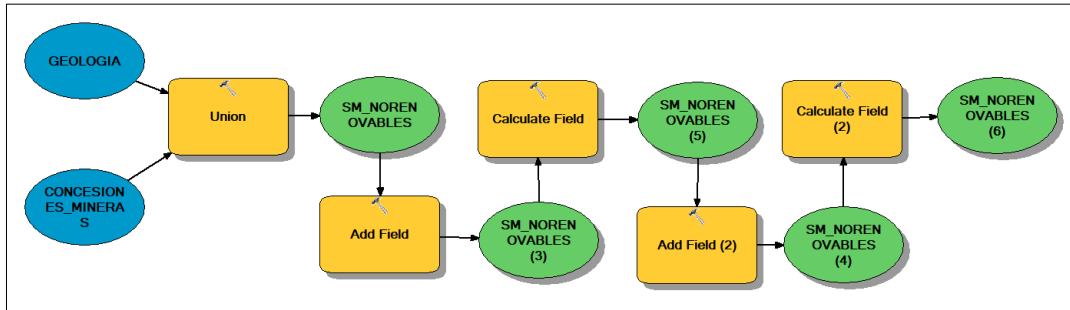 GEOLOGIA
Union
SM_NOREN
OVABLES
Calculate Field
SM_NOREN
OVABLES
(5)
Calculate Field
(2)
SM_NOREN
OVABLES
(6)
CONCESION
ES_MINERA
S
Add Field
SM_NOREN
OVABLES
(3)
Add Field (2)
SM_NOREN
OVABLES
(4)